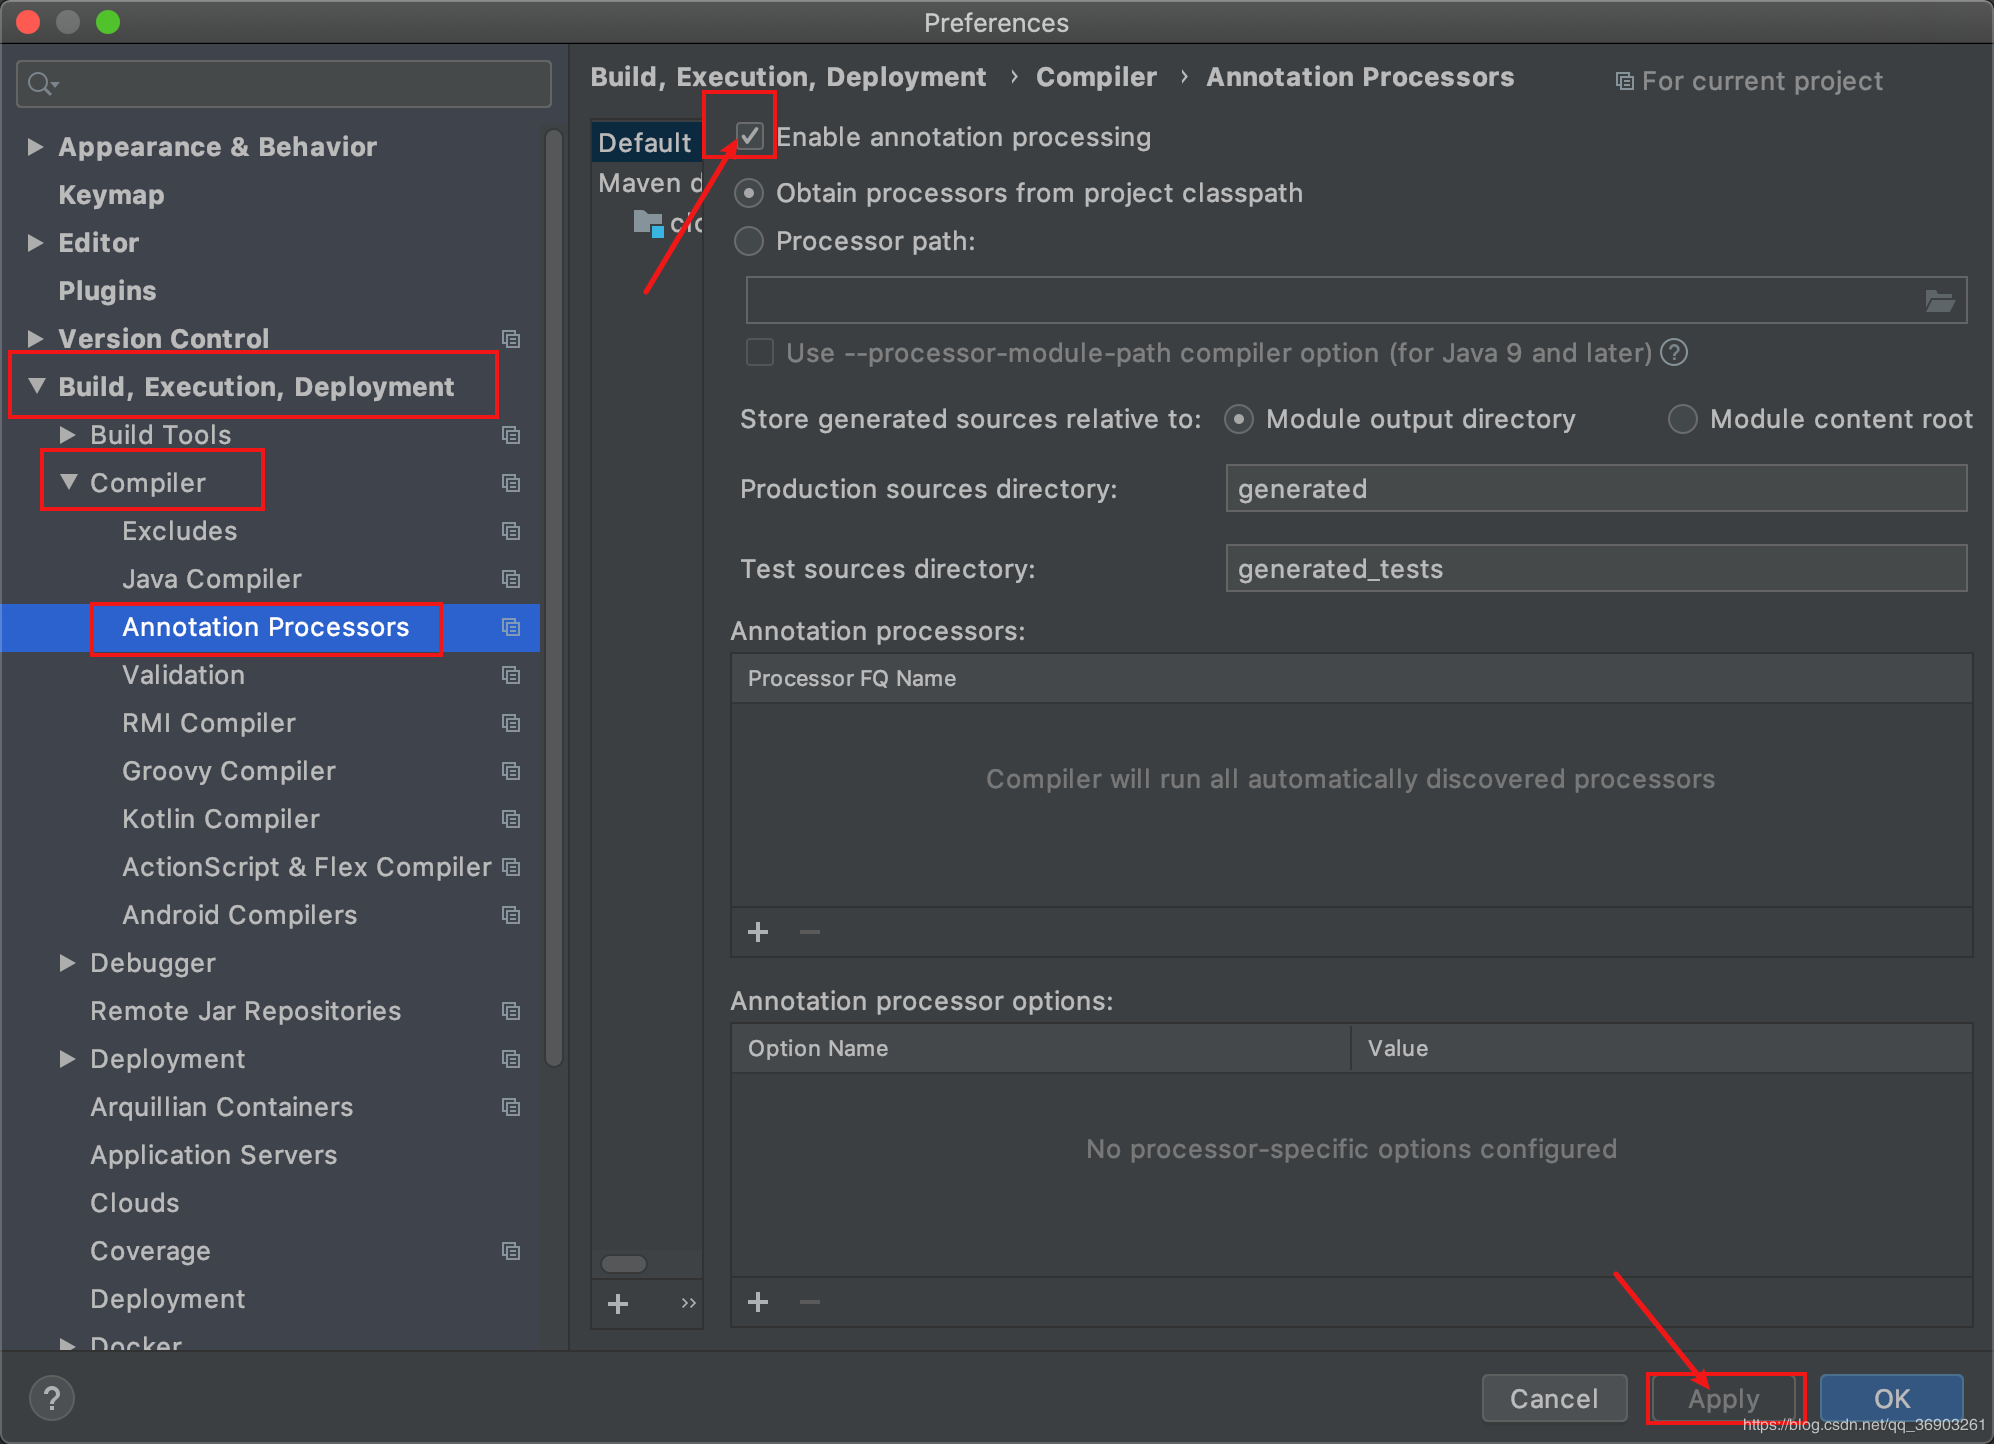 Preferences
Appearance & Behavior
Keymap
Editor
Plugins
Version Control
Build, Execution, Deployment
Build Tools
Compiler
Excludes
Java Compiler
Annotation Processors
Validation
RMI Compiler
Groovy Compiler
Kotlin Compiler
ActionScript & Flex Compiler
Android Compilers
Debugger
Remote Jar Repositories
Deployment
Arquillian Containers
Application Servers
Clouds
Coverage
Deployment
Docker
Build, Execution, Deployment › Compiler › Annotation Processors
For current project
Default
Maven d
Enable annotation processing
Obtain processors from project classpath
Processor path:
Use --processor-module-path compiler option (for Java 9 and later) ?
Store generated sources relative to: Module output directory Module content root
Production sources directory: generated
Test sources directory: generated_tests
Annotation processors:
Processor FQ Name
Compiler will run all automatically discovered processors
+ −
Annotation processor options:
Option Name Value
No processor-specific options configured
+ »
+ −
? Cancel Apply OK
https://blog.csdn.net/qq_36903261